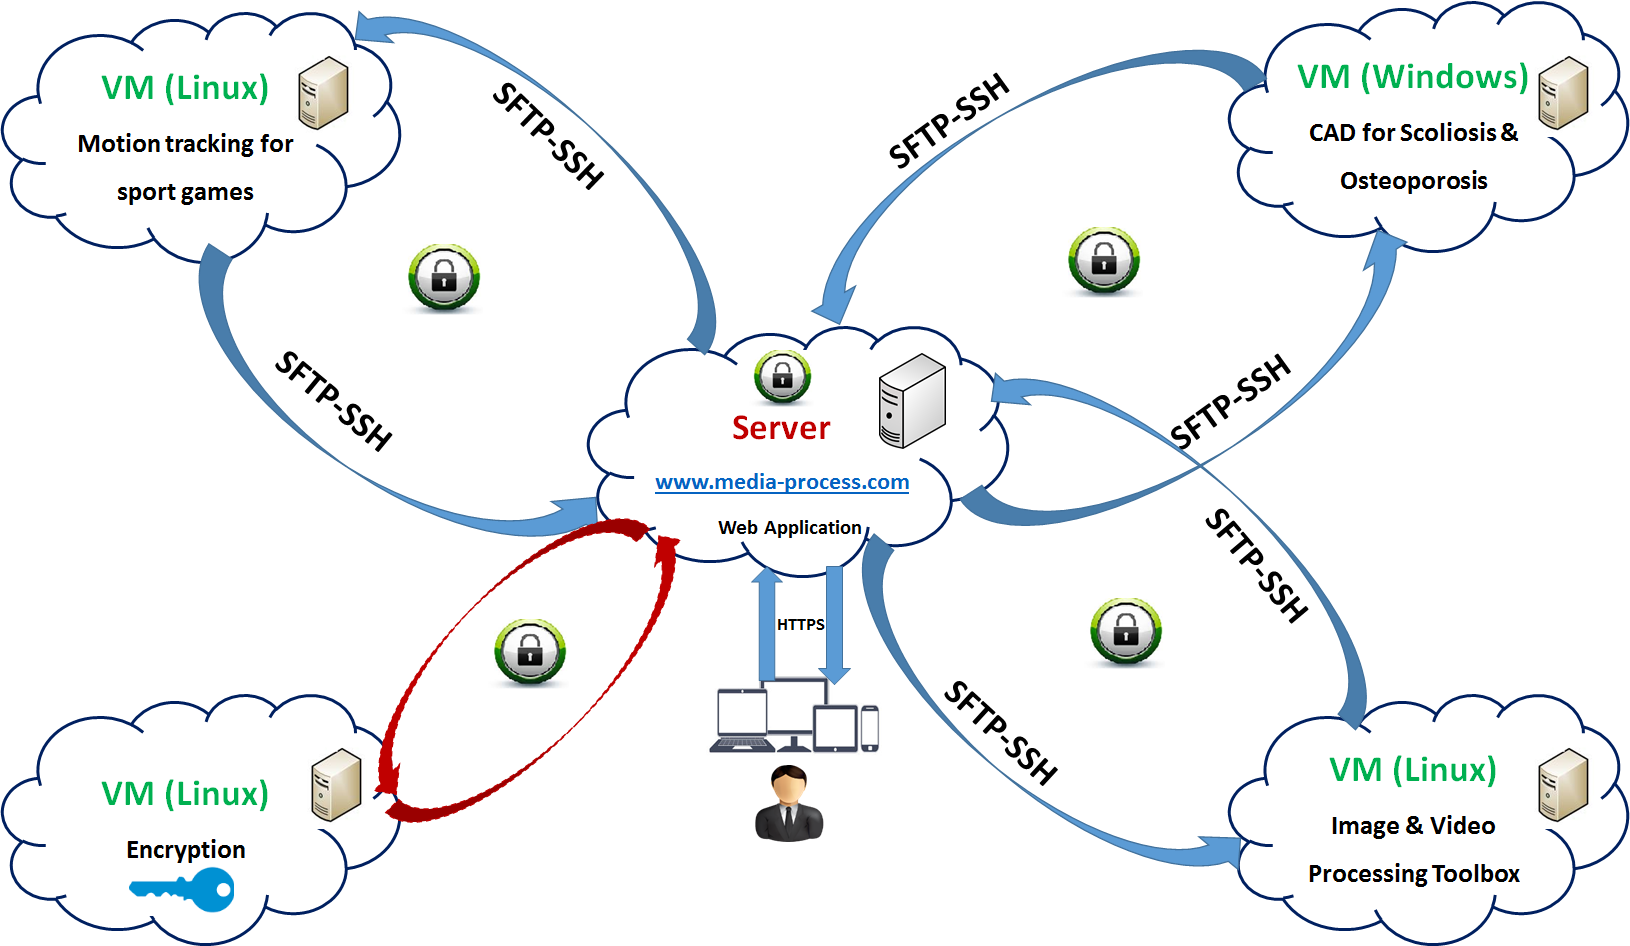 VM (Linux)
Motion tracking for
sport games
SFTP-SSH
SFTP-SSH
VM (Windows)
CAD for Scoliosis &
Osteoporosis
SFTP-SSH
SFTP-SSH
Server
www.media-process.com
Web Application
HTTPS
SFTP-SSH
SFTP-SSH
VM (Linux)
Encryption
VM (Linux)
Image & Video
Processing Toolbox